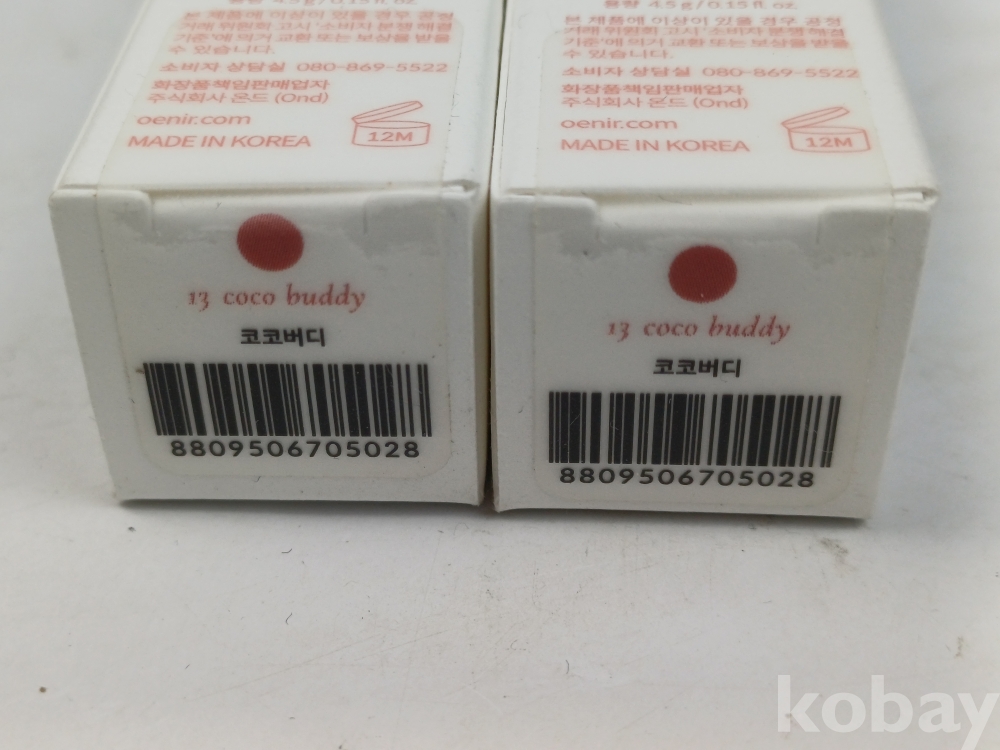 용량 4.5 g / 0.15 fl. oz.
본 제품에 이상이 있을 경우 공정
거래 위원회 고시 '소비자 분쟁 해결
기준'에 의거 교환 또는 보상을 받을
수 있습니다.
소비자 상담실 080-869-5522
화장품책임판매업자
주식회사 온드 (Ond)
oenir.com
MADE IN KOREA
12M
13 coco buddy
코코버디
8809506705028
용량 4.5 g / 0.15 fl. oz.
본 제품에 이상이 있을 경우 공정
거래 위원회 고시 '소비자 분쟁 해결
기준'에 의거 교환 또는 보상을 받을
수 있습니다.
소비자 상담실 080-869-5522
화장품책임판매업자
주식회사 온드 (Ond)
oenir.com
MADE IN KOREA
12M
13 coco buddy
코코버디
8809506705028
kobay